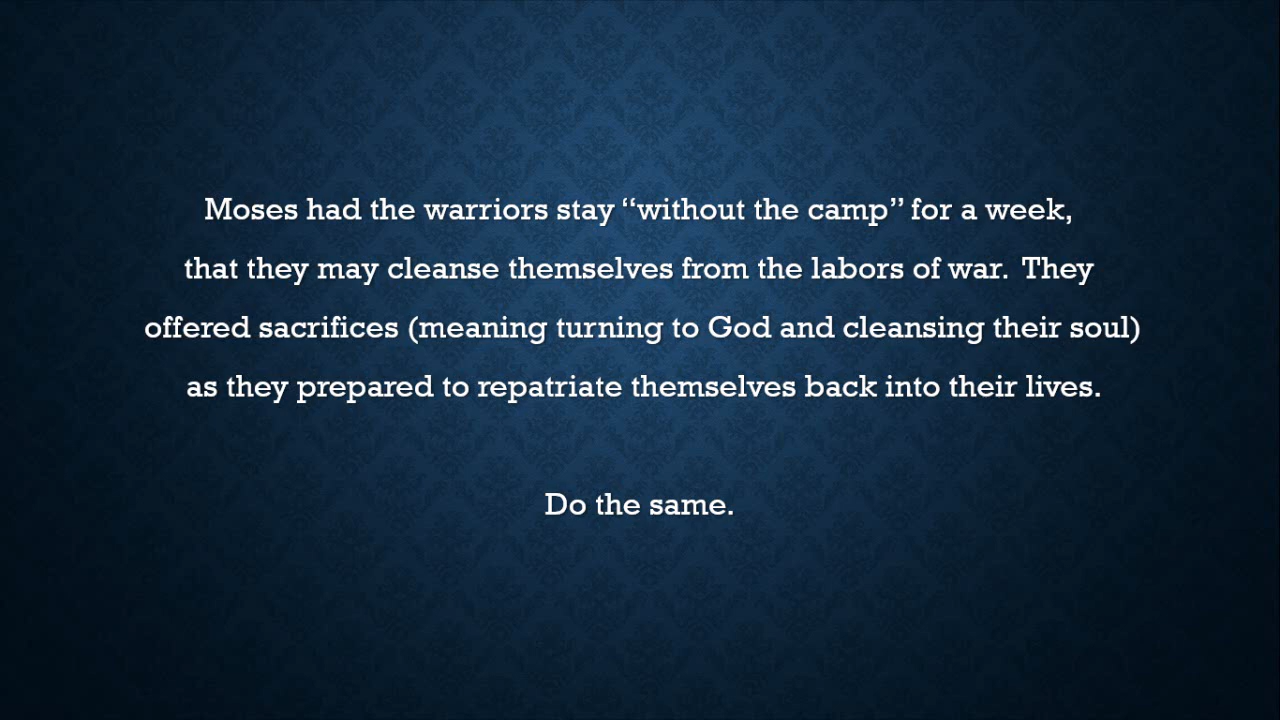 Moses had the warriors stay “without the camp” for a week,
that they may cleanse themselves from the labors of war.  They
offered sacrifices (meaning turning to God and cleansing their soul)
as they prepared to repatriate themselves back into their lives.
Do the same.